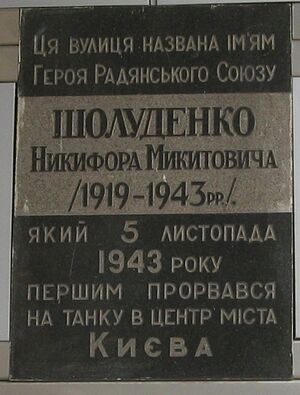 Ця вулиця названа ім'ям
Героя Радянського Союзу
ШОЛУДЕНКО
Никифора Микитовича
/1919-1943рр./.
який 5 листопада
1943 року
першим прорвався
на танку в центр міста
Києва